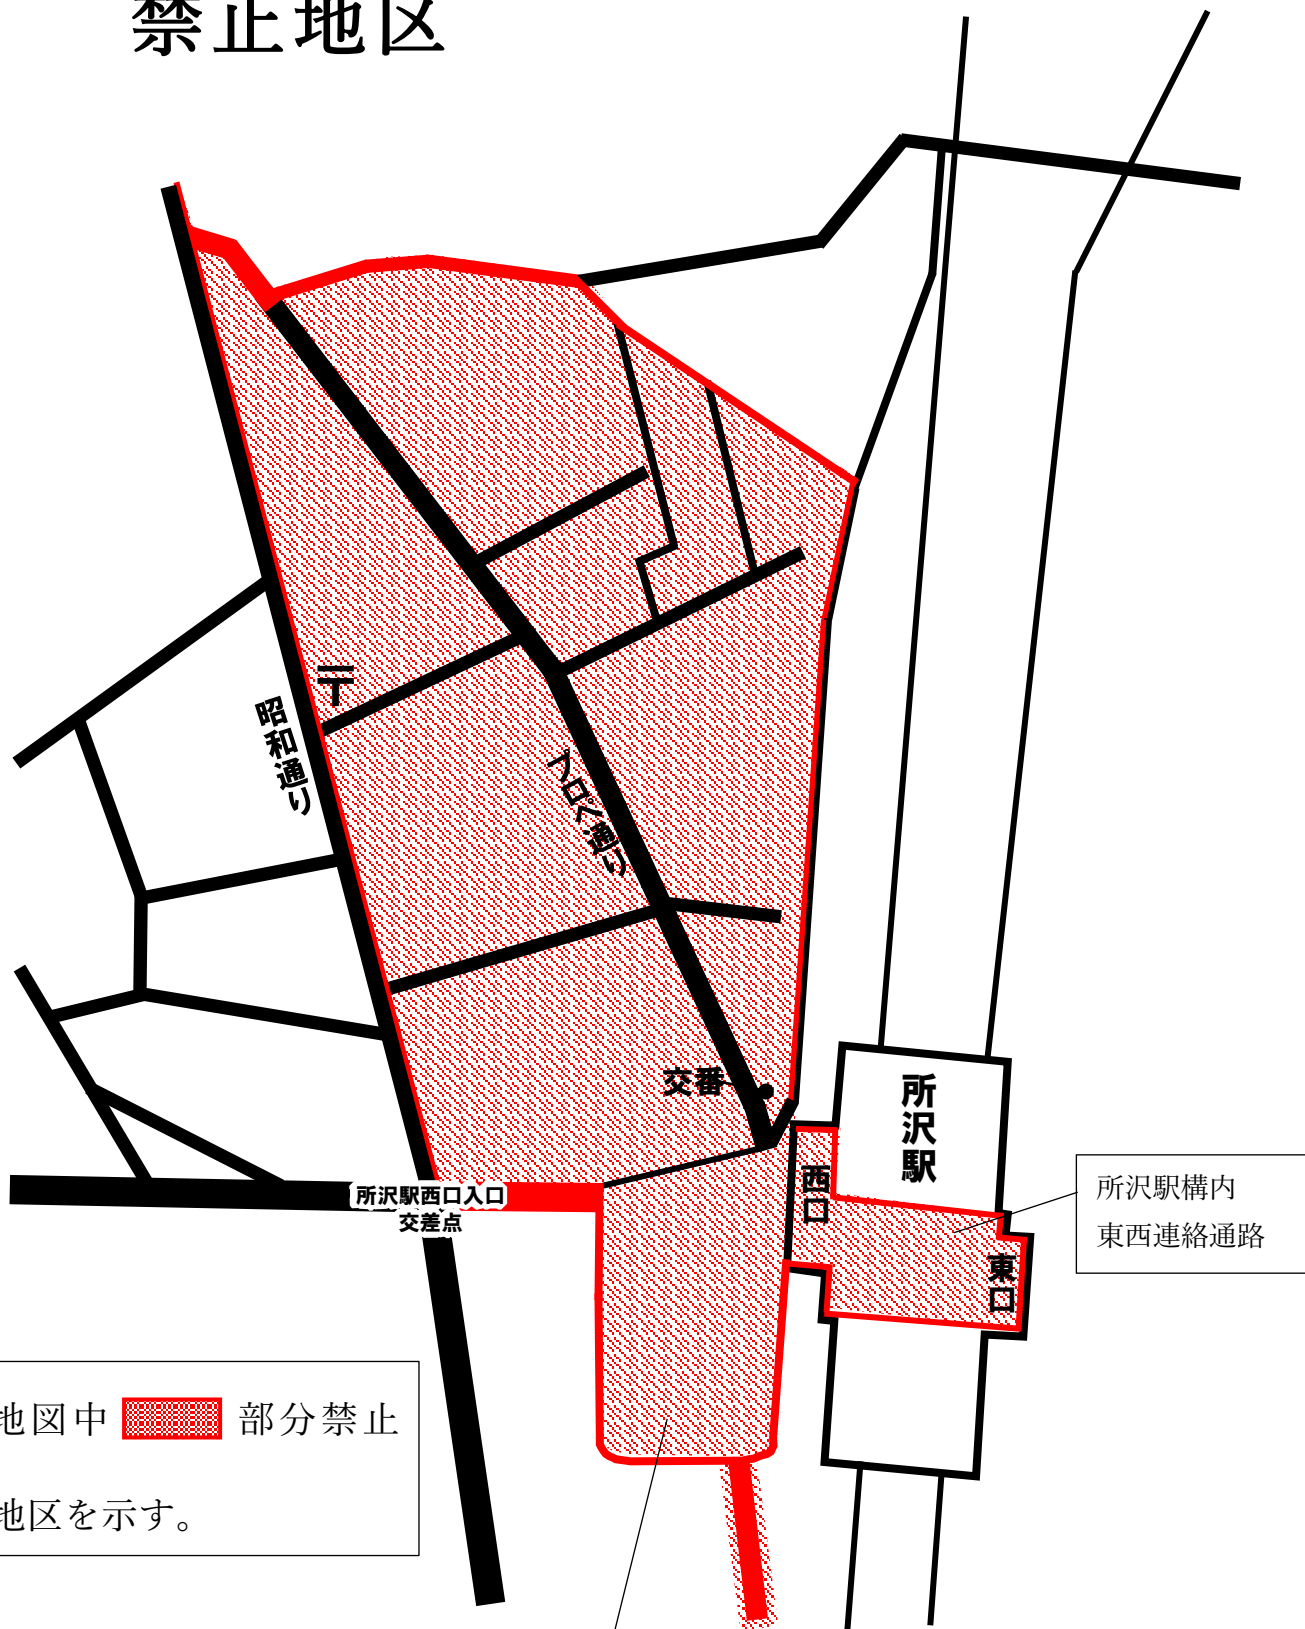 禁止地区
〒
昭和通り
プロペ通り
交番
所沢駅
西口
所沢駅構内
東西連絡通路
所沢駅西口入口
交差点
東口
地図中 部分禁止
地区を示す。